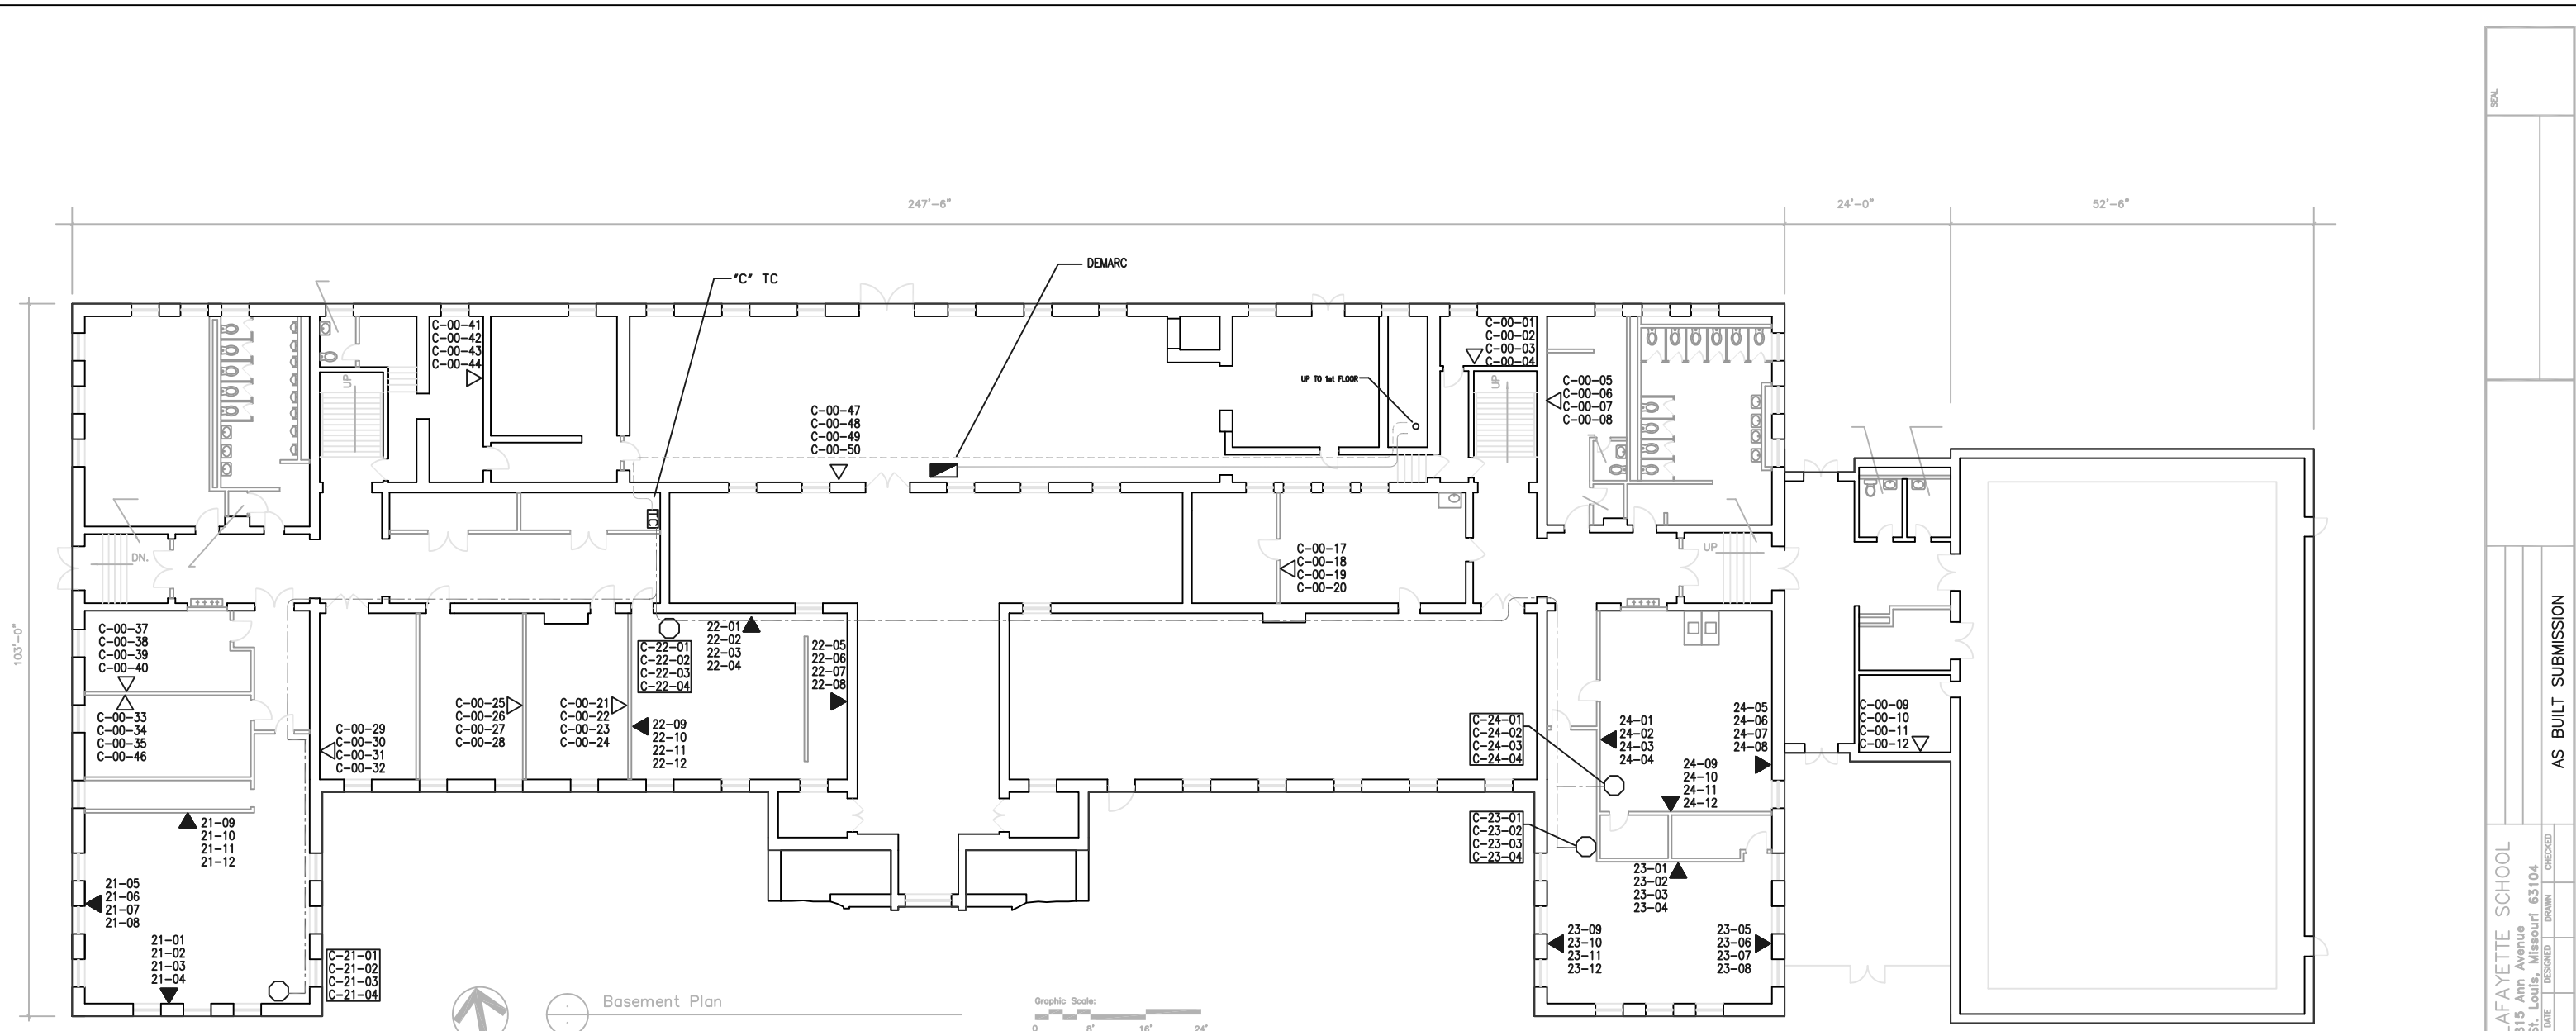 SEAL
247'-6"
24'-0"
52'-6"
"C" TC
DEMARC
C-00-41
C-00-42
C-00-43
C-00-44
C-00-01
C-00-02
C-00-03
C-00-04
UP
UP TO 1st FLOOR
UP
C-00-05
C-00-06
C-00-07
C-00-08
C-00-47
C-00-48
C-00-49
C-00-50
TC
DN.
C-00-17
C-00-18
C-00-19
C-00-20
UP
103'-0"
C-00-37
C-00-38
C-00-39
C-00-40
C-00-33
C-00-34
C-00-35
C-00-46
C-00-29
C-00-30
C-00-31
C-00-32
C-00-25
C-00-26
C-00-27
C-00-28
C-00-21
C-00-22
C-00-23
C-00-24
C-22-01
C-22-02
C-22-03
C-22-04
22-01
22-02
22-03
22-04
22-05
22-06
22-07
22-08
22-09
22-10
22-11
22-12
C-24-01
C-24-02
C-24-03
C-24-04
24-01
24-02
24-03
24-04
24-05
24-06
24-07
24-08
24-09
24-10
24-11
24-12
C-00-09
C-00-10
C-00-11
C-00-12
AS BUILT SUBMISSION
21-09
21-10
21-11
21-12
21-05
21-06
21-07
21-08
21-01
21-02
21-03
21-04
C-21-01
C-21-02
C-21-03
C-21-04
C-23-01
C-23-02
C-23-03
C-23-04
23-01
23-02
23-03
23-04
23-09
23-10
23-11
23-12
23-05
23-06
23-07
23-08
Basement Plan
Graphic Scale:
0 8' 16' 24'
LAFAYETTE SCHOOL
815 Ann Avenue
St. Louis, Missouri 63104
DATE DESIGNED DRAWN CHECKED